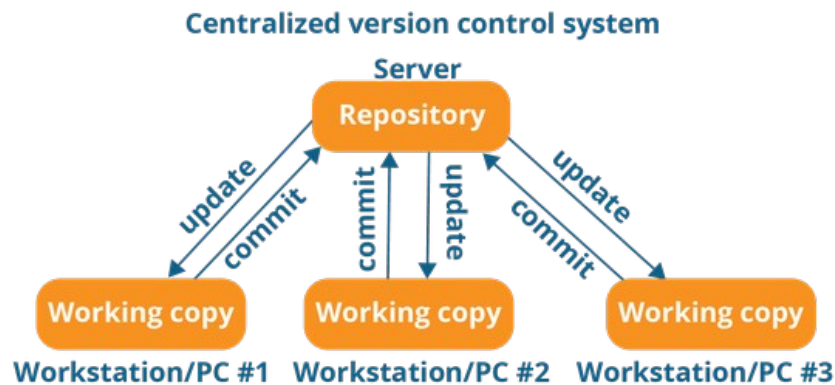 Centralized version control system
Server
Repository
update
commit
commit
update
update
commit
Working copy
Working copy
Working copy
Workstation/PC #1
Workstation/PC #2
Workstation/PC #3